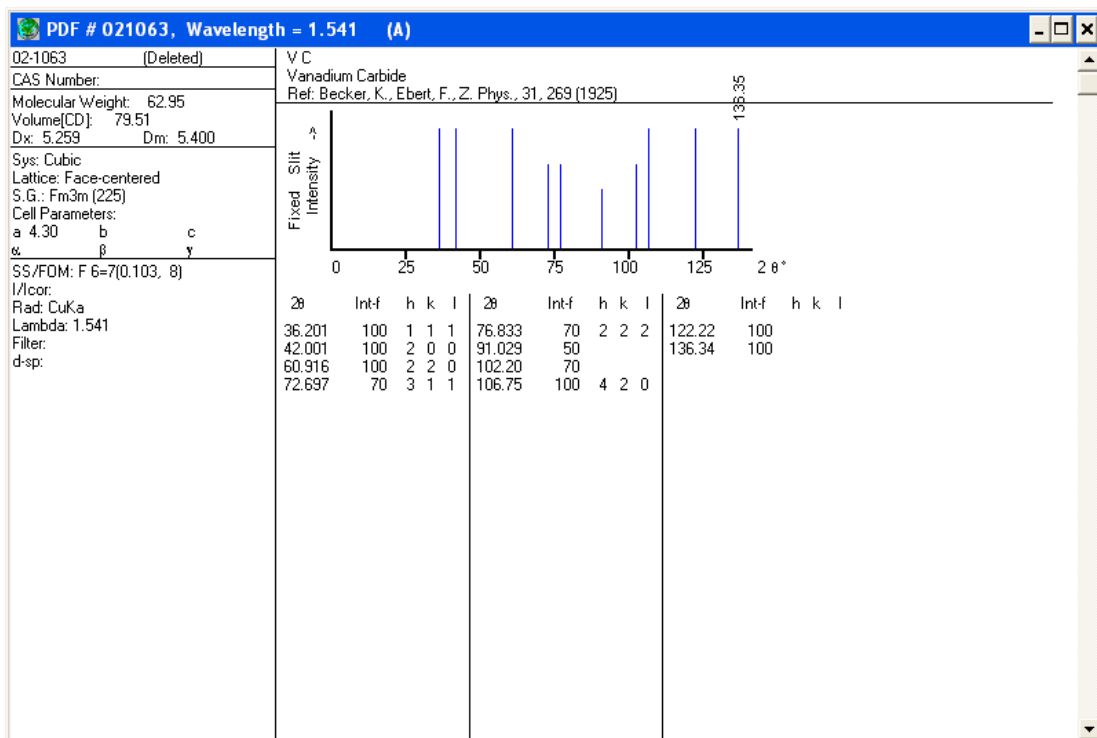 PDF # 021063, Wavelength = 1.541 (A)
02-1063 (Deleted)
CAS Number:
Molecular Weight: 62.95
Volume[CD]: 79.51
Dx: 5.259 Dm: 5.400
Sys: Cubic
Lattice: Face-centered
S.G.: Fm3m (225)
Cell Parameters:
a 4.30 b c
α β γ
SS/FOM: F 6=7(0.103, 8)
I/Icor:
Rad: CuKa
Lambda: 1.541
Filter:
d-sp:
V C
Vanadium Carbide
Ref: Becker, K., Ebert, F., Z. Phys., 31, 269 (1925)
136.35
Fixed Slit
Intensity ->
0 25 50 75 100 125 2 θ°
2θ Int-f h k l 2θ Int-f h k l 2θ Int-f h k l
36.201 100 1 1 1 76.833 70 2 2 2 122.22 100
42.001 100 2 0 0 91.029 50 136.34 100
60.916 100 2 2 0 102.20 70
72.697 70 3 1 1 106.75 100 4 2 0